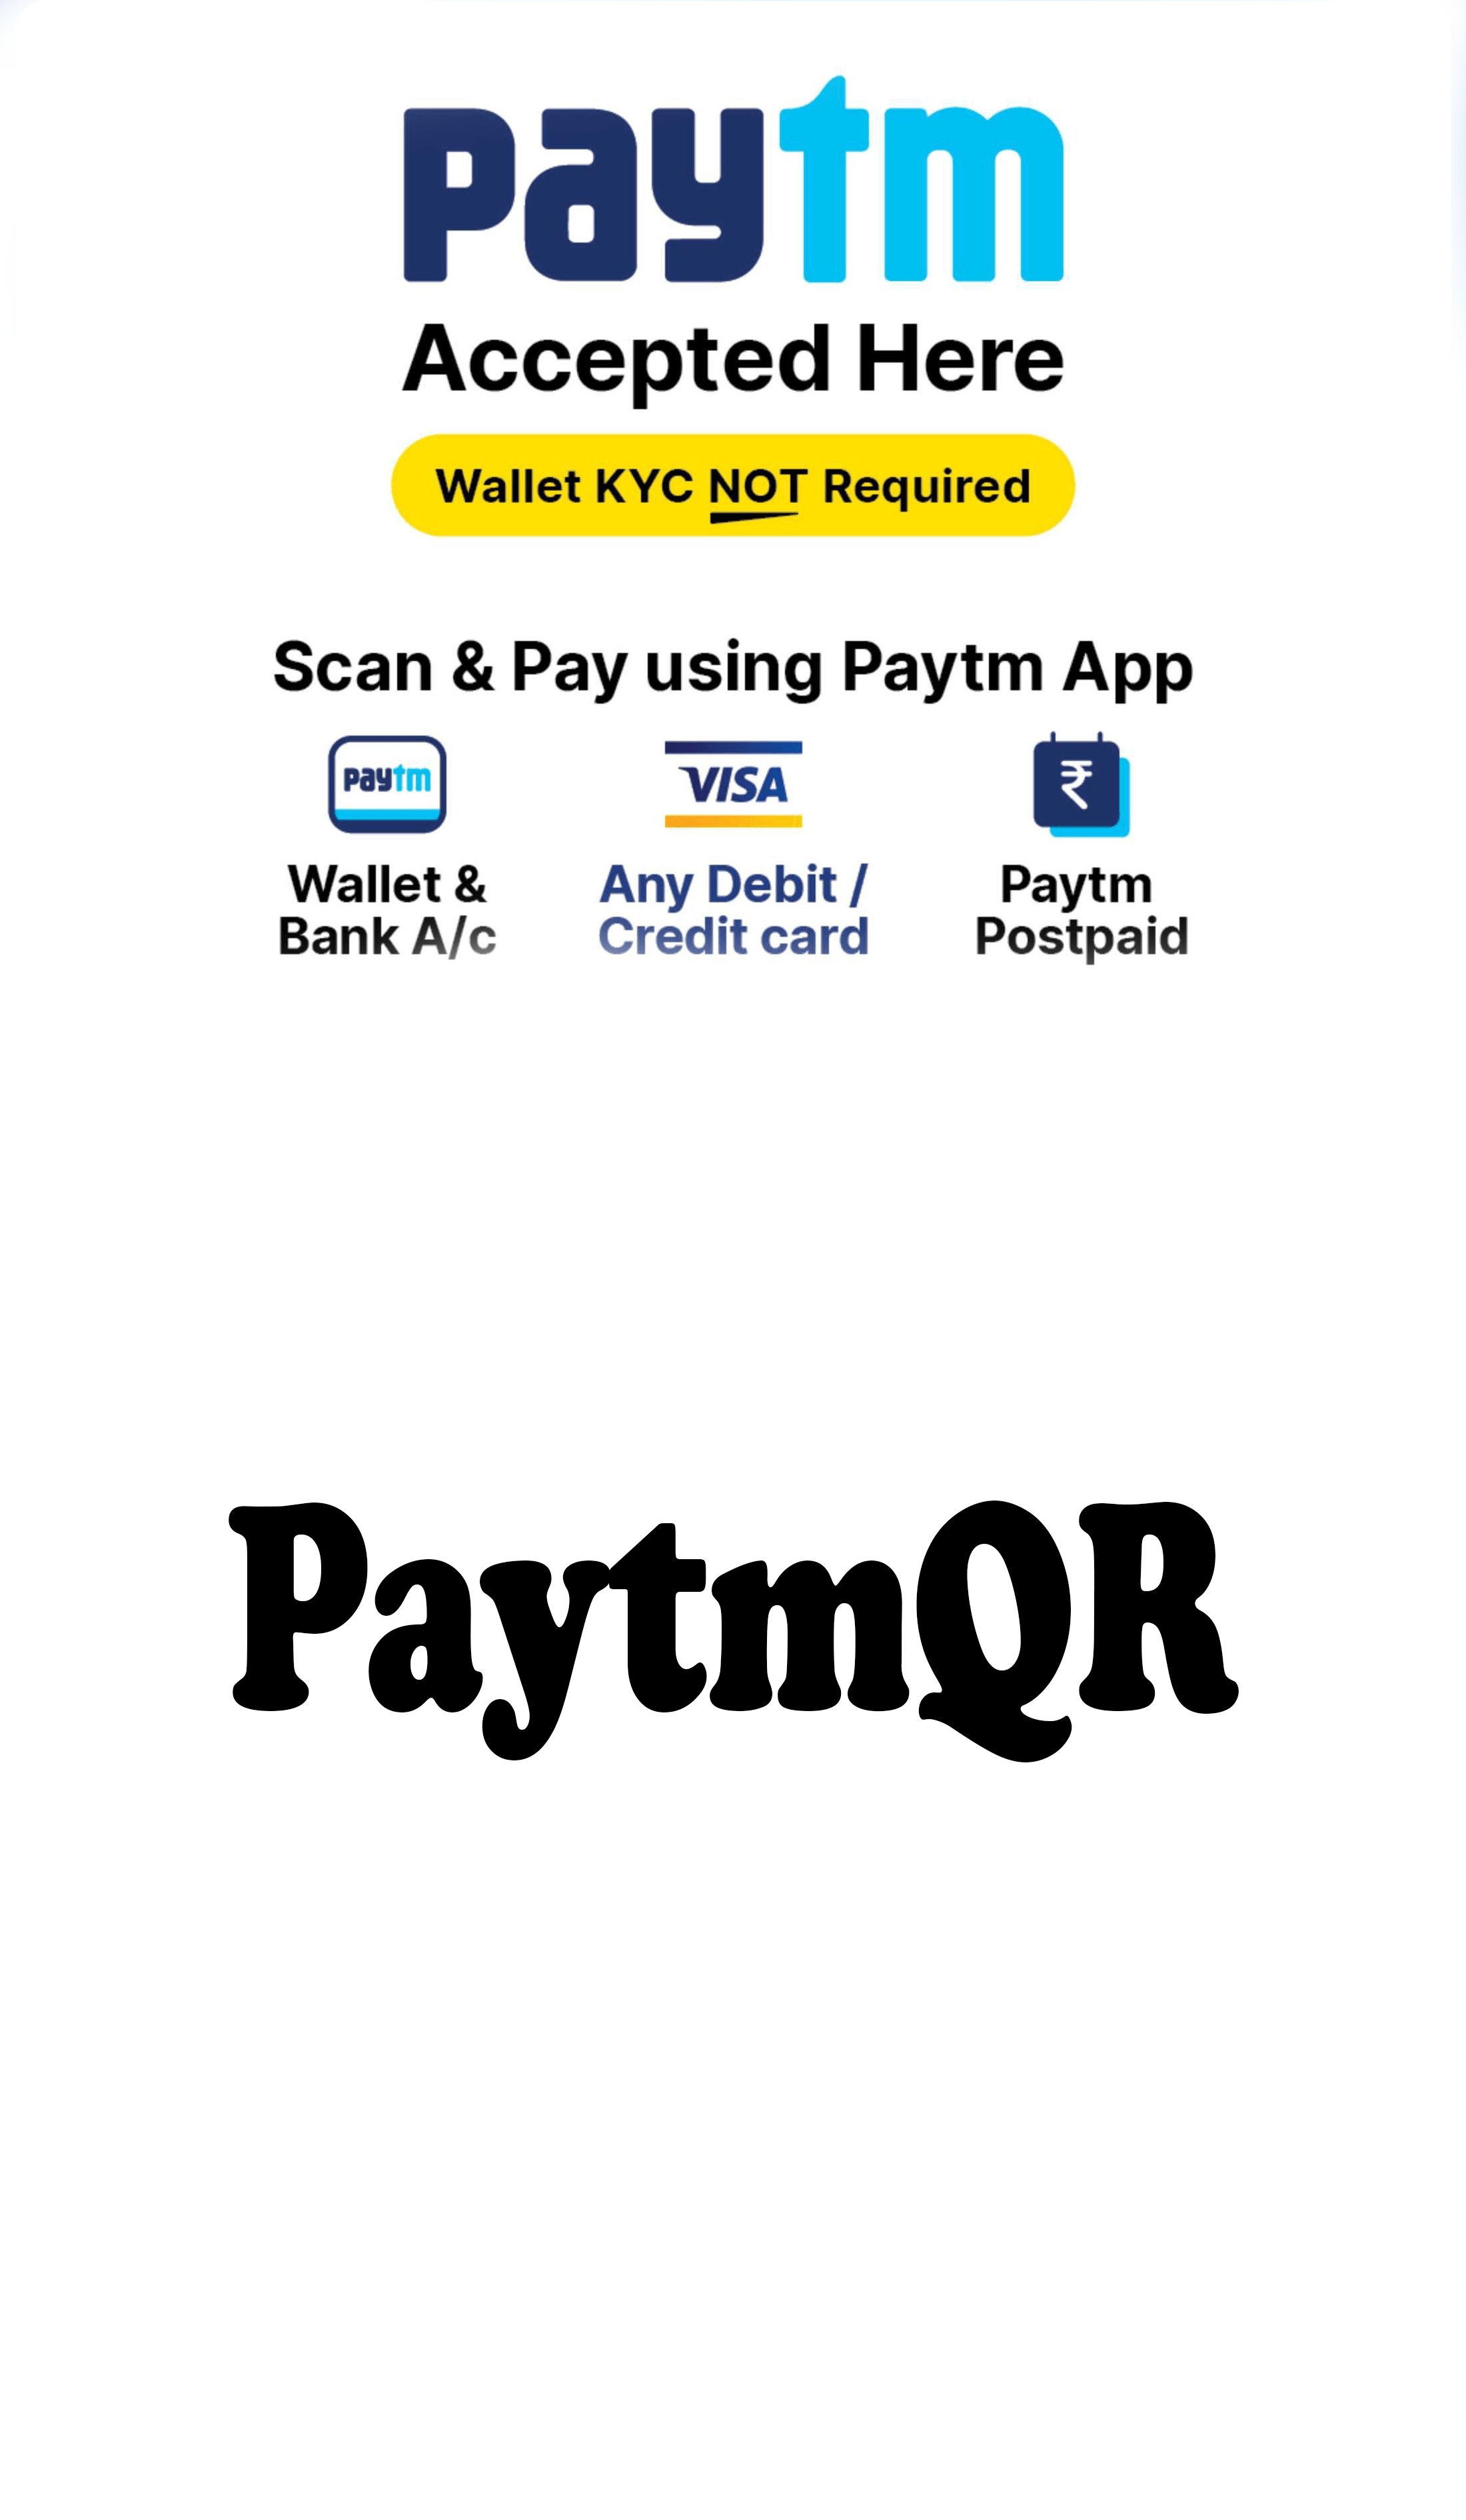 paytm
Accepted Here
Wallet KYC NOT Required
Scan & Pay using Paytm App
paytm
VISA
₹
Wallet &
Bank A/c
Any Debit /
Credit card
Paytm
Postpaid
PaytmQR